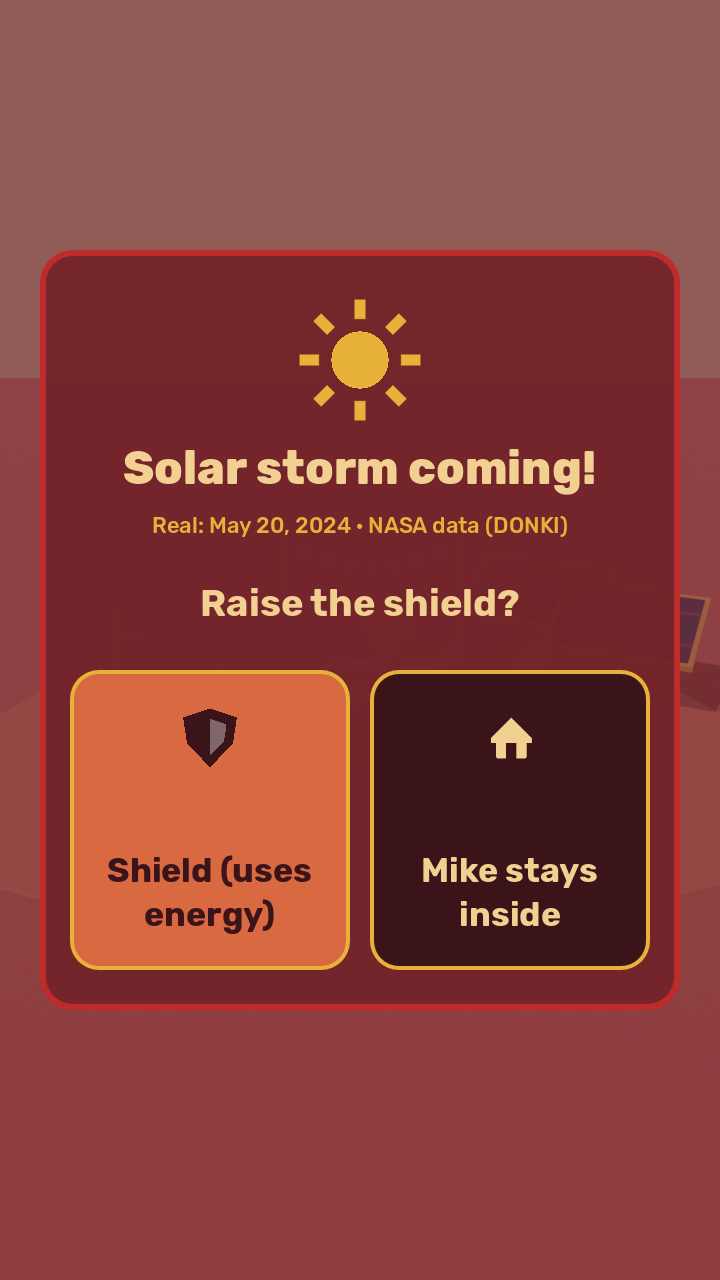 Solar storm coming!
Real: May 20, 2024 • NASA data (DONKI)
Raise the shield?
Shield (uses
energy)
Mike stays
inside